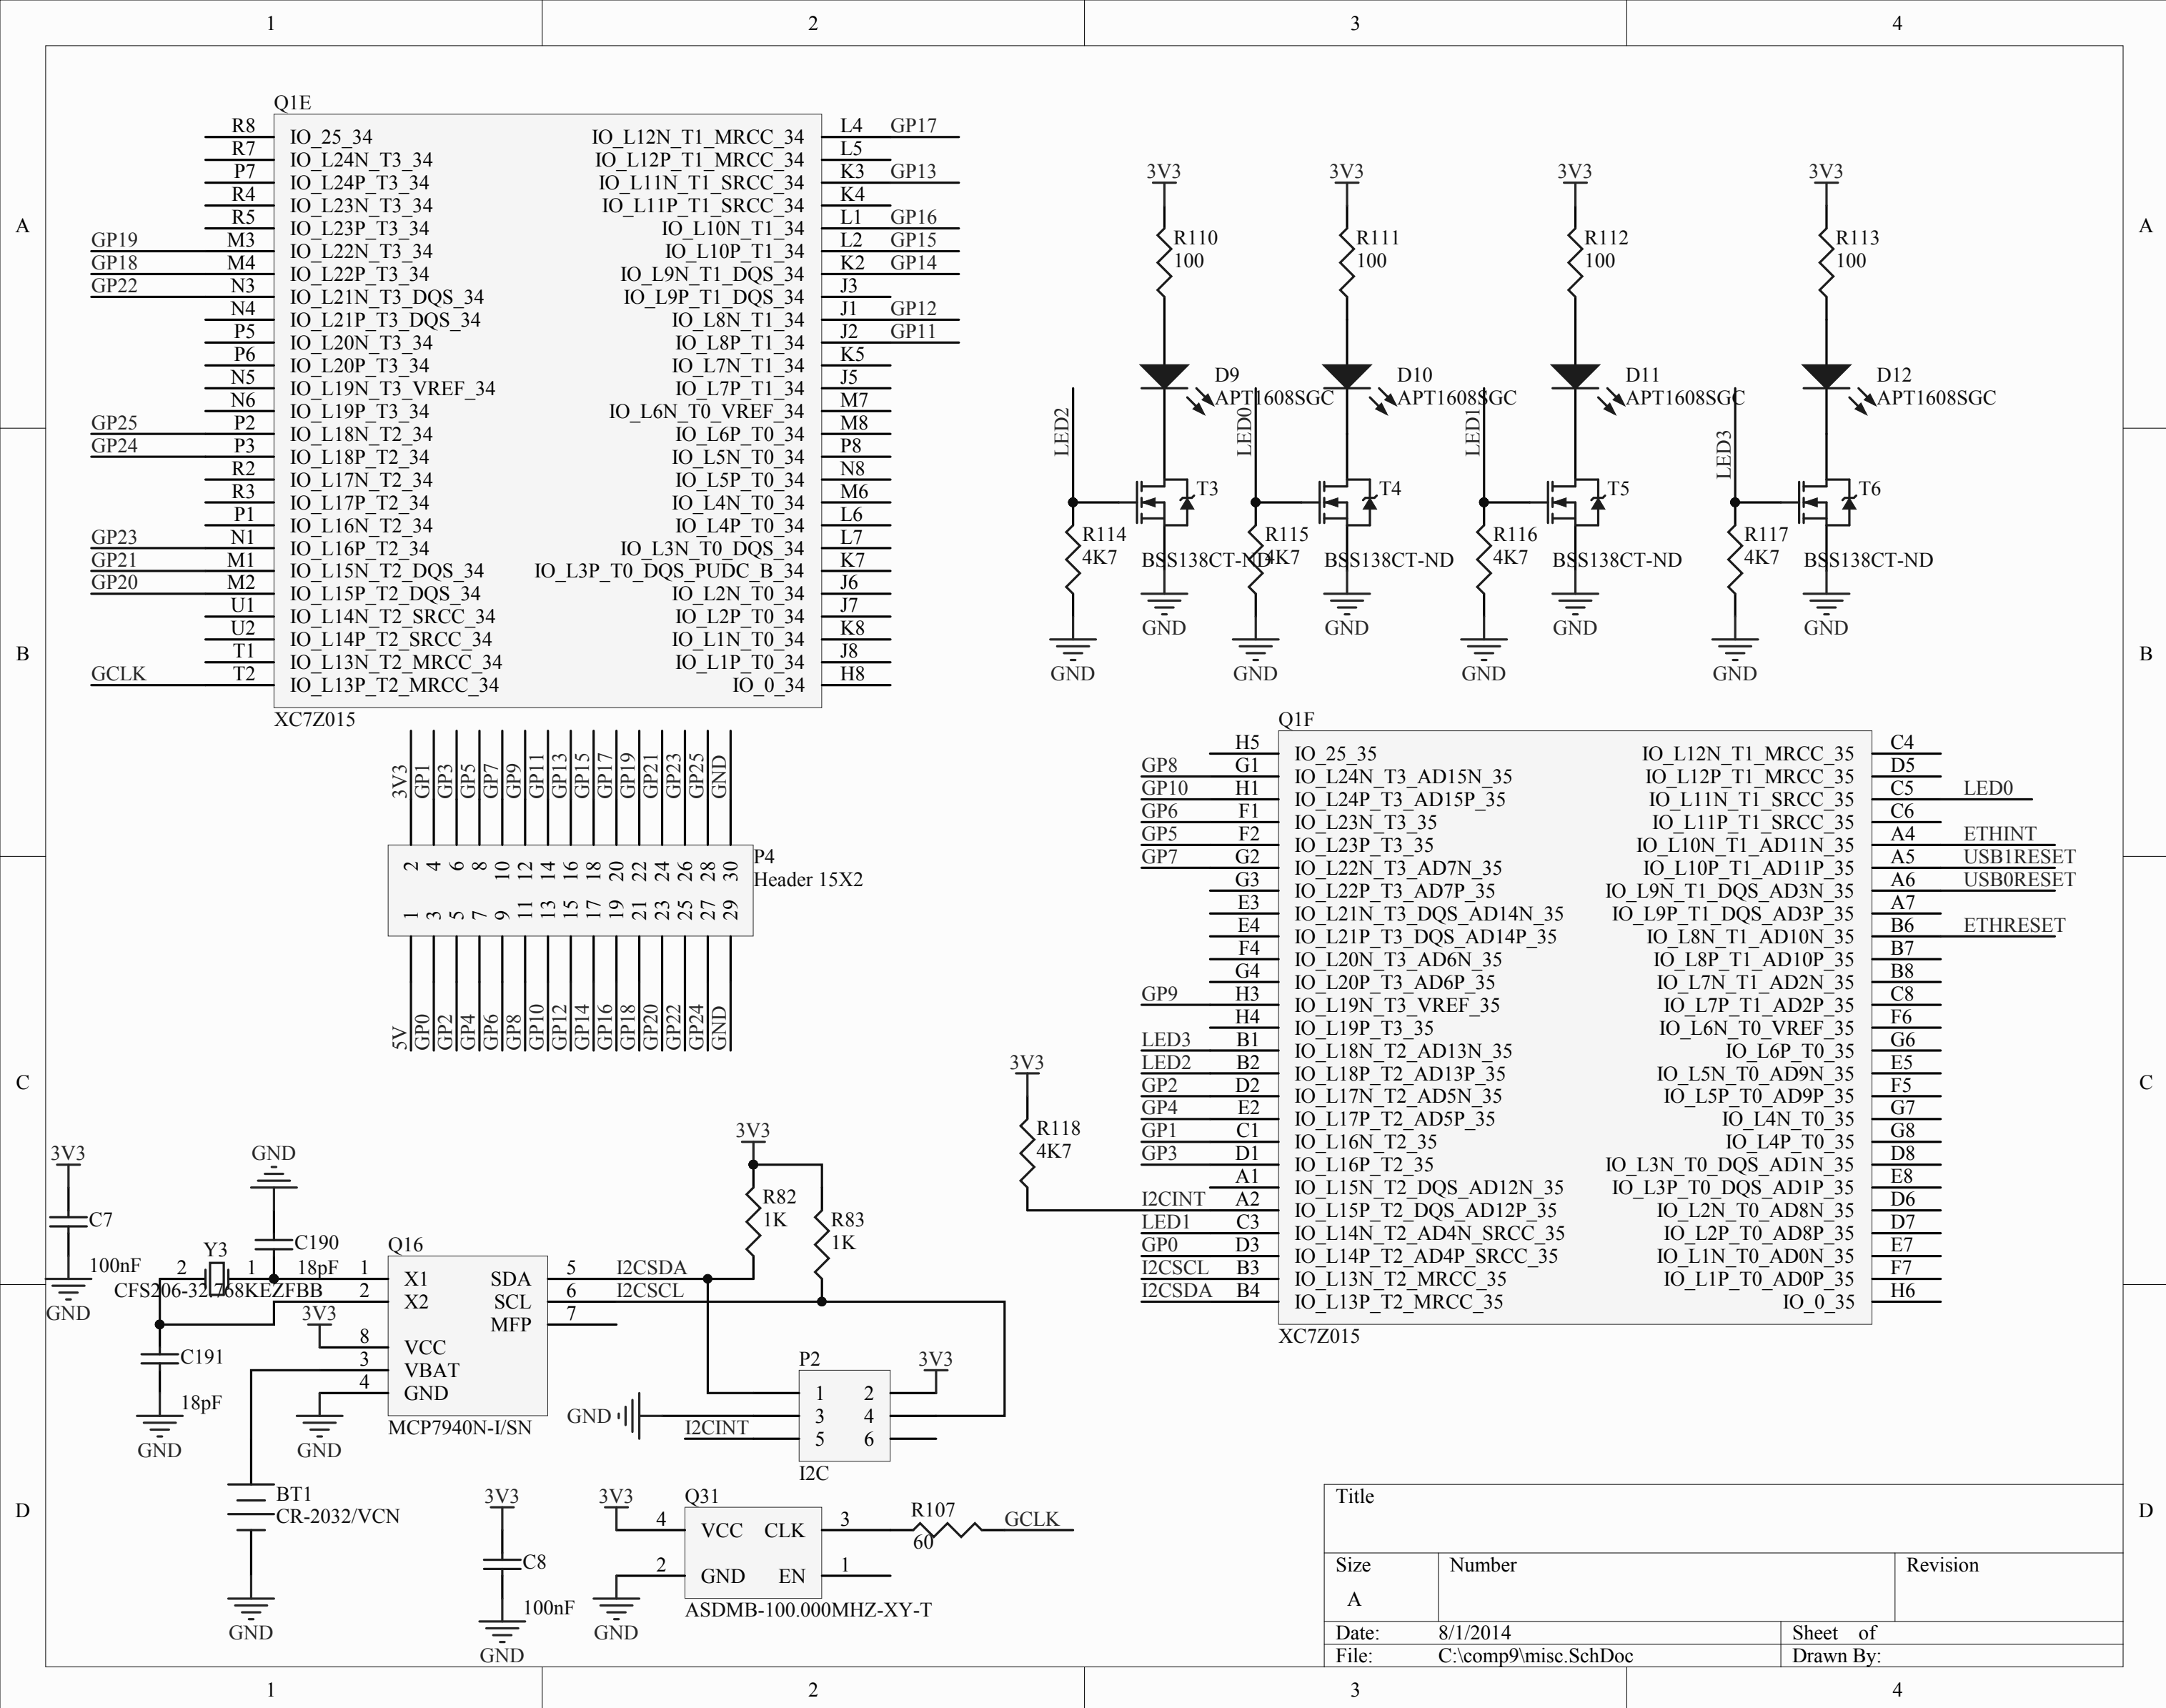 1 2 3 4
A A
B B
C C
D D
1 2 3 4
Q1E
R8 IO_25_34 IO_L12N_T1_MRCC_34 L4 GP17
R7 IO_L24N_T3_34 IO_L12P_T1_MRCC_34 L5
P7 IO_L24P_T3_34 IO_L11N_T1_SRCC_34 K3 GP13
R4 IO_L23N_T3_34 IO_L11P_T1_SRCC_34 K4
R5 IO_L23P_T3_34 IO_L10N_T1_34 L1 GP16
GP19 M3 IO_L22N_T3_34 IO_L10P_T1_34 L2 GP15
GP18 M4 IO_L22P_T3_34 IO_L9N_T1_DQS_34 K2 GP14
GP22 N3 IO_L21N_T3_DQS_34 IO_L9P_T1_DQS_34 J3
N4 IO_L21P_T3_DQS_34 IO_L8N_T1_34 J1 GP12
P5 IO_L20N_T3_34 IO_L8P_T1_34 J2 GP11
P6 IO_L20P_T3_34 IO_L7N_T1_34 K5
N5 IO_L19N_T3_VREF_34 IO_L7P_T1_34 J5
N6 IO_L19P_T3_34 IO_L6N_T0_VREF_34 M7
GP25 P2 IO_L18N_T2_34 IO_L6P_T0_34 M8
GP24 P3 IO_L18P_T2_34 IO_L5N_T0_34 P8
R2 IO_L17N_T2_34 IO_L5P_T0_34 N8
R3 IO_L17P_T2_34 IO_L4N_T0_34 M6
P1 IO_L16N_T2_34 IO_L4P_T0_34 L6
GP23 N1 IO_L16P_T2_34 IO_L3N_T0_DQS_34 L7
GP21 M1 IO_L15N_T2_DQS_34 IO_L3P_T0_DQS_PUDC_B_34 K7
GP20 M2 IO_L15P_T2_DQS_34 IO_L2N_T0_34 J6
U1 IO_L14N_T2_SRCC_34 IO_L2P_T0_34 J7
U2 IO_L14P_T2_SRCC_34 IO_L1N_T0_34 K8
T1 IO_L13N_T2_MRCC_34 IO_L1P_T0_34 J8
GCLK T2 IO_L13P_T2_MRCC_34 IO_0_34 H8
XC7Z015
3V3 3V3 3V3 3V3
R110 R111 R112 R113
100 100 100 100
D9 D10 D11 D12
APT1608SGC APT1608SGC APT1608SGC APT1608SGC
LED2 LED0 LED1 LED3
T3 T4 T5 T6
R114 R115 R116 R117
4K7 4K7 4K7 4K7
BSS138CT-ND BSS138CT-ND BSS138CT-ND BSS138CT-ND
GND GND GND GND
GND GND GND GND
3V3 GP1 GP3 GP5 GP7 GP9 GP11 GP13 GP15 GP17 GP19 GP21 GP23 GP25 GND
2 4 6 8 10 12 14 16 18 20 22 24 26 28 30
P4
Header 15X2
1 3 5 7 9 11 13 15 17 19 21 23 25 27 29
5V GP0 GP2 GP4 GP6 GP8 GP10 GP12 GP14 GP16 GP18 GP20 GP22 GP24 GND
Q1F
H5 IO_25_35 IO_L12N_T1_MRCC_35 C4
GP8 G1 IO_L24N_T3_AD15N_35 IO_L12P_T1_MRCC_35 D5
GP10 H1 IO_L24P_T3_AD15P_35 IO_L11N_T1_SRCC_35 C5 LED0
GP6 F1 IO_L23N_T3_35 IO_L11P_T1_SRCC_35 C6
GP5 F2 IO_L23P_T3_35 IO_L10N_T1_AD11N_35 A4 ETHINT
GP7 G2 IO_L22N_T3_AD7N_35 IO_L10P_T1_AD11P_35 A5 USB1RESET
G3 IO_L22P_T3_AD7P_35 IO_L9N_T1_DQS_AD3N_35 A6 USB0RESET
E3 IO_L21N_T3_DQS_AD14N_35 IO_L9P_T1_DQS_AD3P_35 A7
E4 IO_L21P_T3_DQS_AD14P_35 IO_L8N_T1_AD10N_35 B6 ETHRESET
F4 IO_L20N_T3_AD6N_35 IO_L8P_T1_AD10P_35 B7
G4 IO_L20P_T3_AD6P_35 IO_L7N_T1_AD2N_35 B8
GP9 H3 IO_L19N_T3_VREF_35 IO_L7P_T1_AD2P_35 C8
H4 IO_L19P_T3_35 IO_L6N_T0_VREF_35 F6
LED3 B1 IO_L18N_T2_AD13N_35 IO_L6P_T0_35 G6
LED2 B2 IO_L18P_T2_AD13P_35 IO_L5N_T0_AD9N_35 E5
GP2 D2 IO_L17N_T2_AD5N_35 IO_L5P_T0_AD9P_35 F5
GP4 E2 IO_L17P_T2_AD5P_35 IO_L4N_T0_35 G7
GP1 C1 IO_L16N_T2_35 IO_L4P_T0_35 G8
GP3 D1 IO_L16P_T2_35 IO_L3N_T0_DQS_AD1N_35 D8
A1 IO_L15N_T2_DQS_AD12N_35 IO_L3P_T0_DQS_AD1P_35 E8
I2CINT A2 IO_L15P_T2_DQS_AD12P_35 IO_L2N_T0_AD8N_35 D6
LED1 C3 IO_L14N_T2_AD4N_SRCC_35 IO_L2P_T0_AD8P_35 D7
GP0 D3 IO_L14P_T2_AD4P_SRCC_35 IO_L1N_T0_AD0N_35 E7
I2CSCL B3 IO_L13N_T2_MRCC_35 IO_L1P_T0_AD0P_35 F7
I2CSDA B4 IO_L13P_T2_MRCC_35 IO_0_35 H6
XC7Z015
3V3
R118
4K7
3V3
C7
100nF
GND
GND
C190
18pF
2 Y3 1
CFS206-32.768KEZFBB
C191
18pF
GND
Q16
1 X1 SDA 5 I2CSDA
2 X2 SCL 6 I2CSCL
MFP 7
3V3
8 VCC
3 VBAT
4 GND
GND
MCP7940N-I/SN
3V3
R82
1K
R83
1K
P2
3V3
1 2
GND 3 4
I2CINT 5 6
I2C
BT1
CR-2032/VCN
GND
3V3
C8
100nF
GND
3V3
Q31
4 VCC CLK 3
R107
60
GCLK
2 GND EN 1
GND
ASDMB-100.000MHZ-XY-T
Title
Size Number Revision
A
Date: 8/1/2014 Sheet of
File: C:\comp9\misc.SchDoc Drawn By: